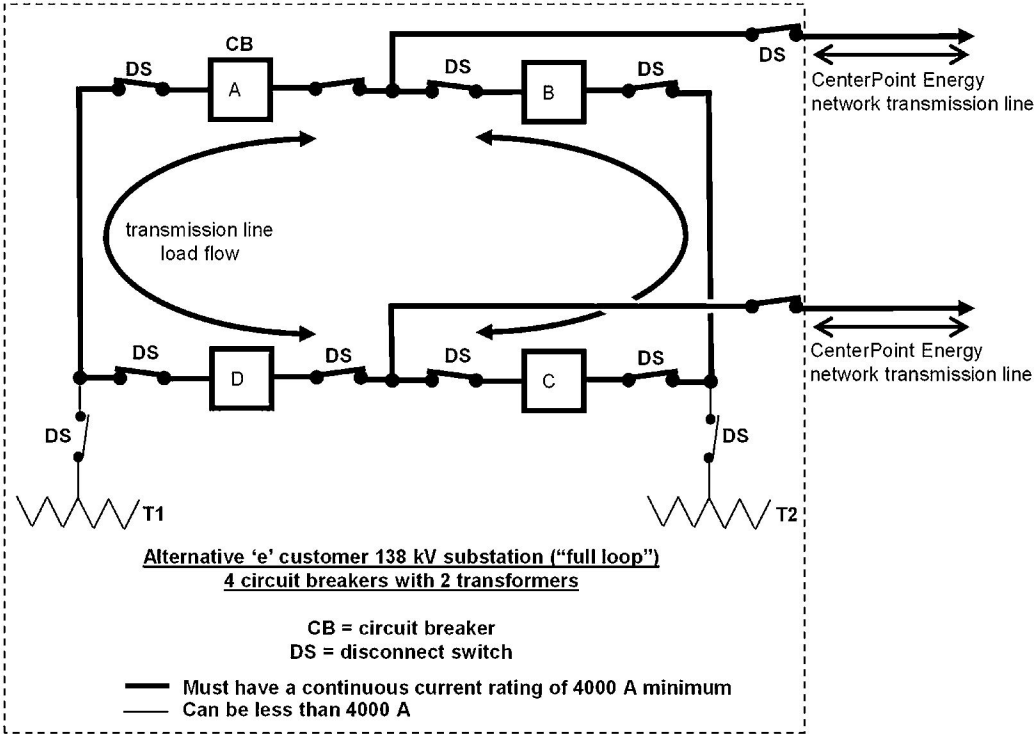 CB
DS
DS
DS
DS
A
B
CenterPoint Energy
network transmission line
transmission line
load flow
DS
DS
DS
DS
D
C
CenterPoint Energy
network transmission line
DS
DS
T1
T2
Alternative ‘e’ customer 138 kV substation (“full loop”)
4 circuit breakers with 2 transformers
CB = circuit breaker
DS = disconnect switch
Must have a continuous current rating of 4000 A minimum
Can be less than 4000 A